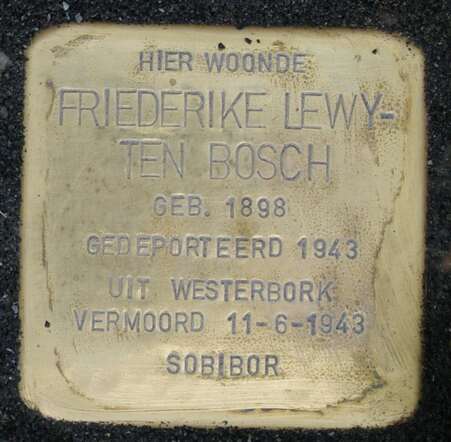 HIER WOONDE
FRIEDERIKE LEWY-
TEN BOSCH
GEB. 1898
GEDEPORTEERD 1943
UIT WESTERBORK
VERMOORD 11-6-1943
SOBIBOR